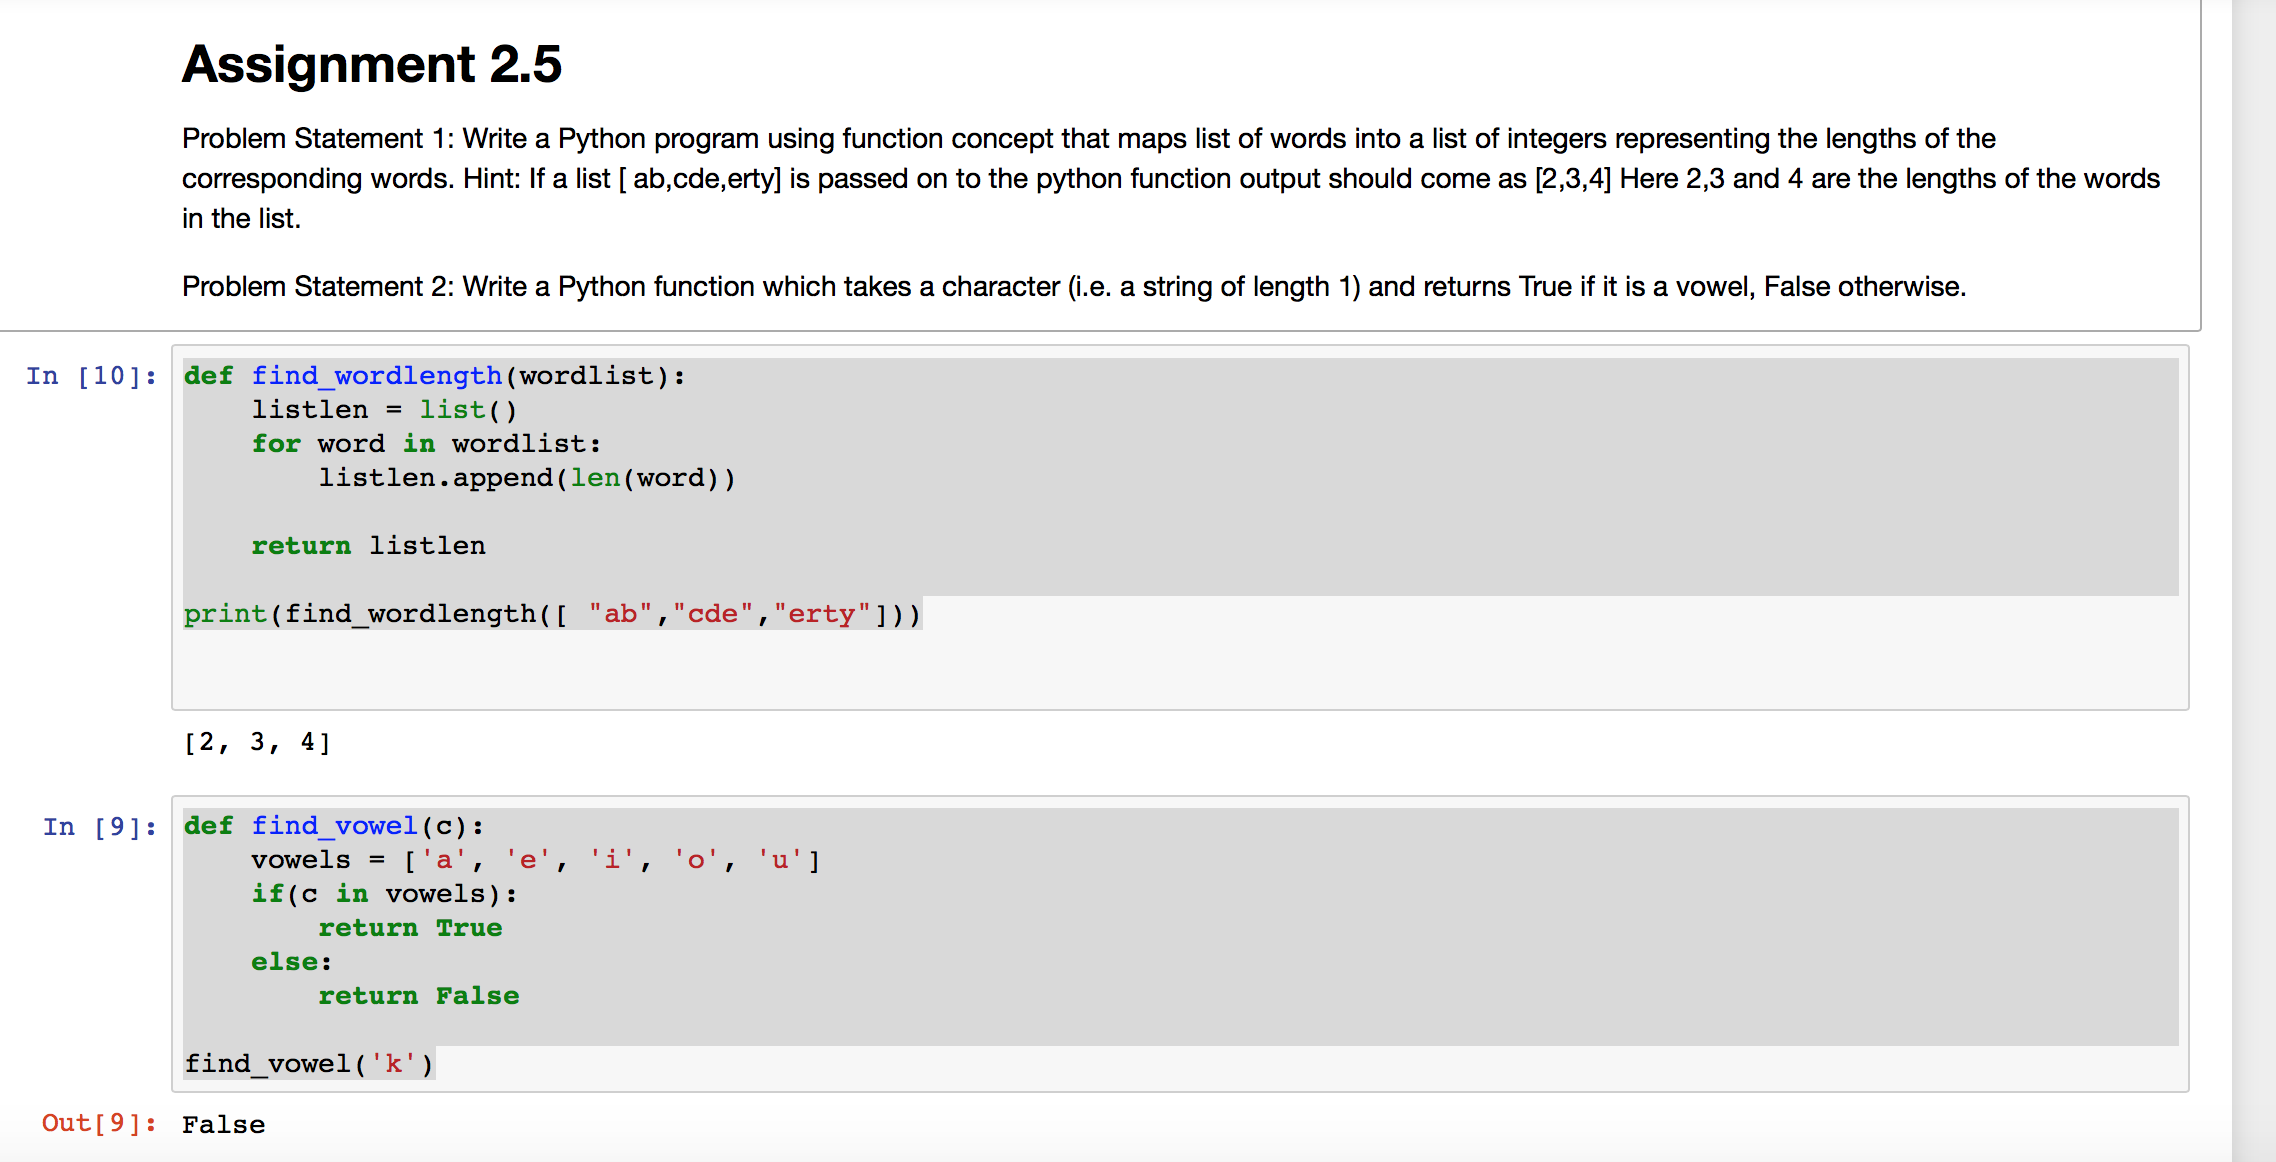 Assignment 2.5
Problem Statement 1: Write a Python program using function concept that maps list of words into a list of integers representing the lengths of the
corresponding words. Hint: If a list [ ab,cde,erty] is passed on to the python function output should come as [2,3,4] Here 2,3 and 4 are the lengths of the words
in the list.
Problem Statement 2: Write a Python function which takes a character (i.e. a string of length 1) and returns True if it is a vowel, False otherwise.
In [10]: def find_wordlength(wordlist):
    listlen = list()
    for word in wordlist:
        listlen.append(len(word))
    return listlen
print(find_wordlength([ "ab","cde","erty"]))
[2, 3, 4]
In [9]: def find_vowel(c):
    vowels = ['a', 'e', 'i', 'o', 'u']
    if(c in vowels):
        return True
    else:
        return False
find_vowel('k')
Out[9]: False